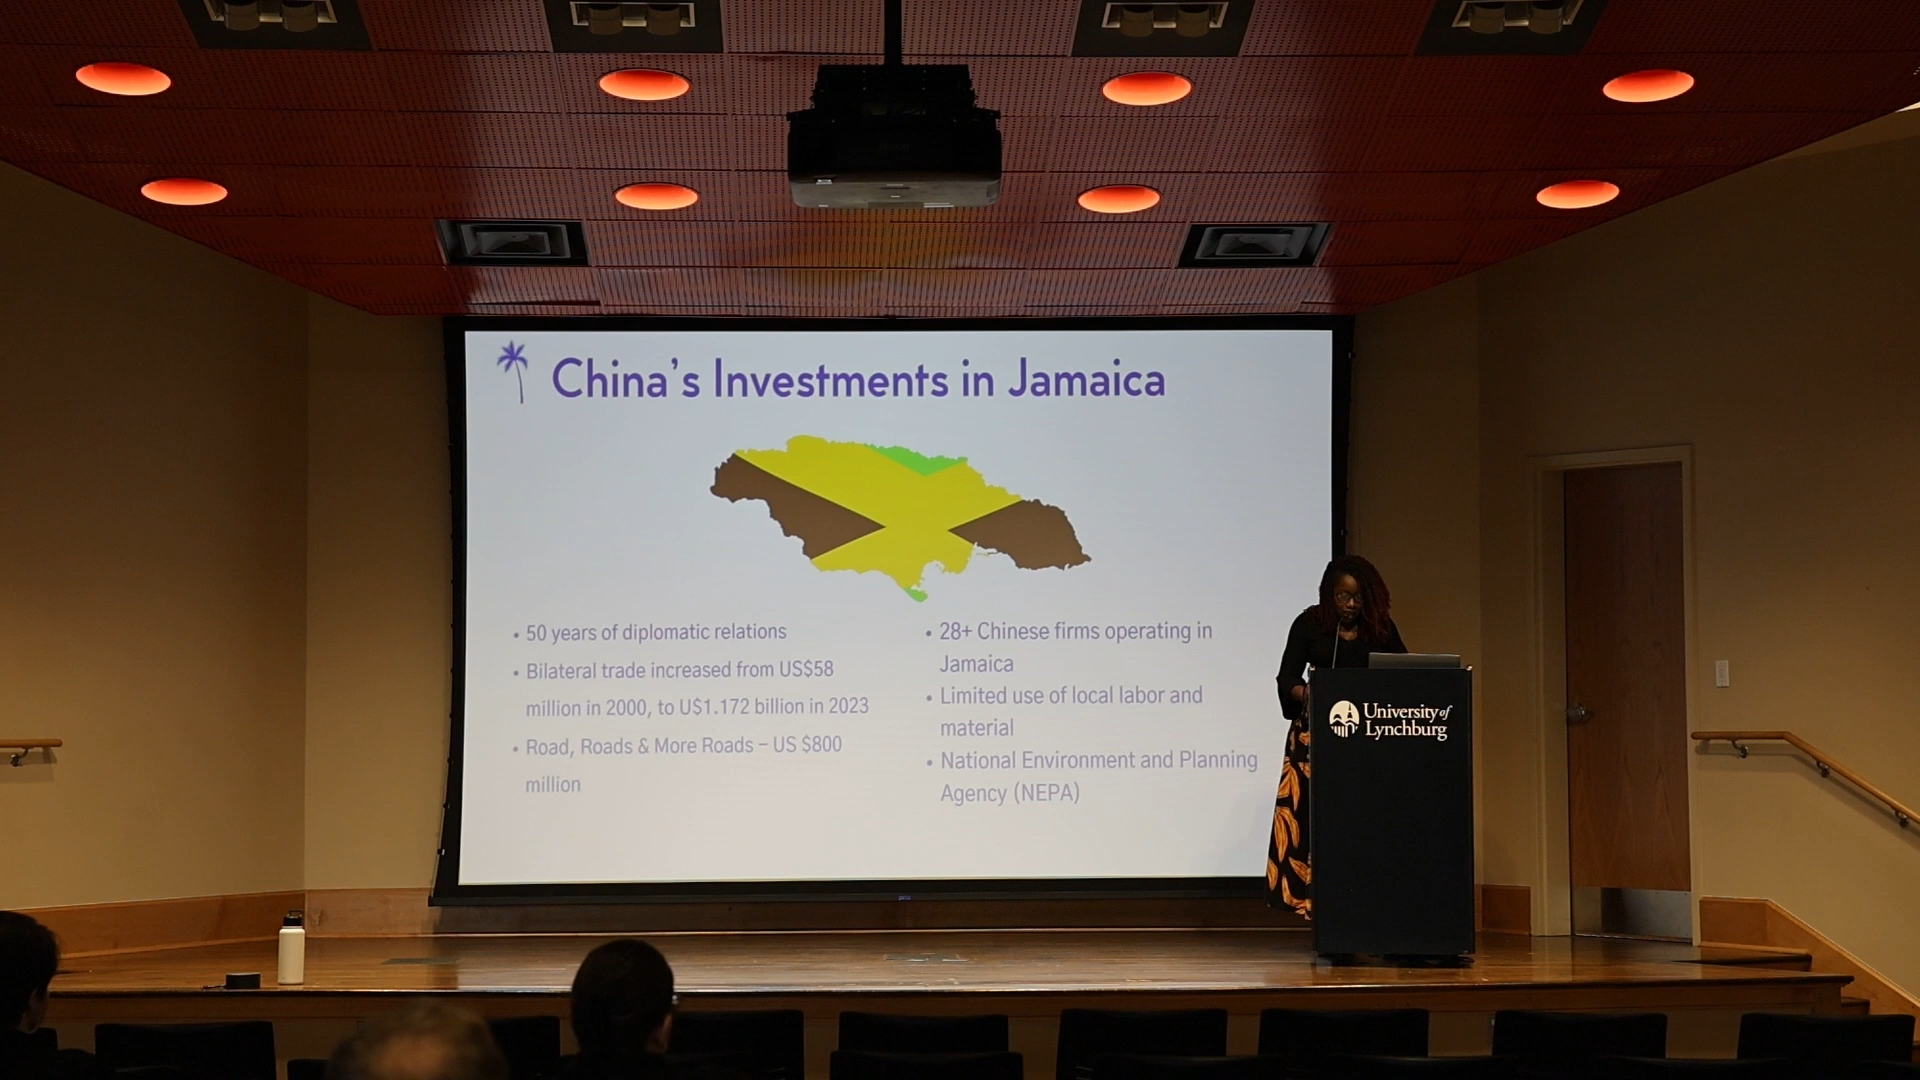 China's Investments in Jamaica
• 50 years of diplomatic relations
• Bilateral trade increased from US$58
million in 2000, to U$1.172 billion in 2023
• Road, Roads & More Roads – US $800
million
• 28+ Chinese firms operating in
Jamaica
• Limited use of local labor and
material
• National Environment and Planning
Agency (NEPA)
University of
Lynchburg